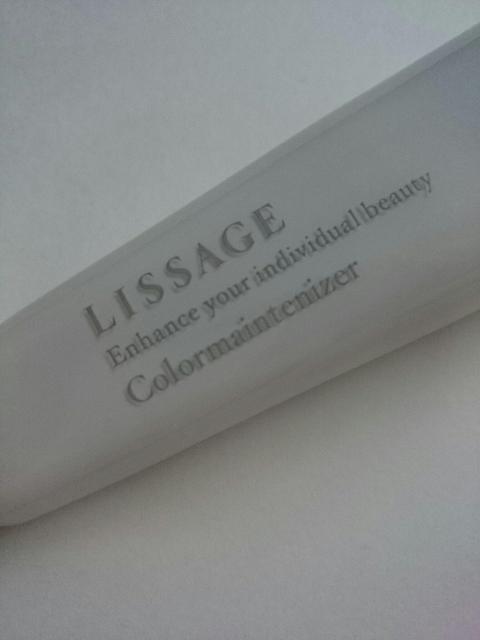 LISSAGE
Enhance your individual beauty
Colormaintenizer